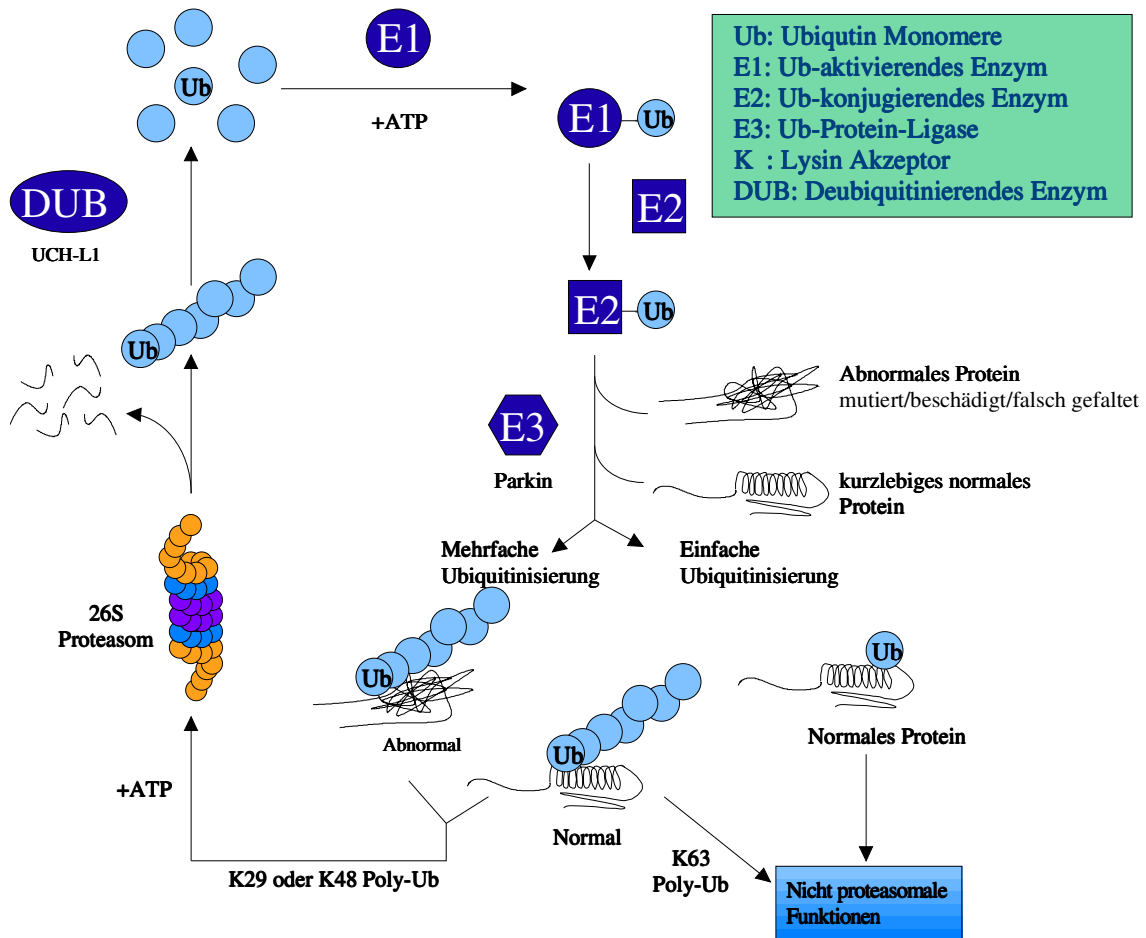 E1
Ub
+ATP
Ub: Ubiqutin Monomere
E1: Ub-aktivierendes Enzym
E2: Ub-konjugierendes Enzym
E3: Ub-Protein-Ligase
K : Lysin Akzeptor
DUB: Deubiquitinierendes Enzym
E1
Ub
DUB
UCH-L1
E2
E2
Ub
Ub
Abnormales Protein
mutiert/beschädigt/falsch gefaltet
E3
Parkin
kurzlebiges normales
Protein
Mehrfache
Ubiquitinisierung
Einfache
Ubiquitinisierung
26S
Proteasom
Ub
Abnormal
Ub
Normal
Ub
Normales Protein
+ATP
K29 oder K48 Poly-Ub
K63
Poly-Ub
Nicht proteasomale
Funktionen